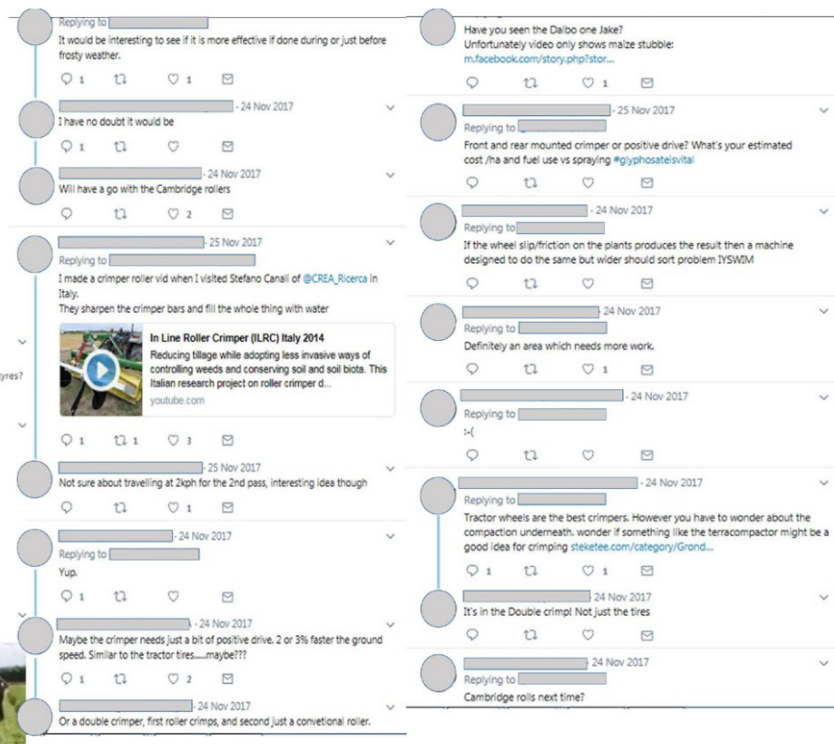 Replying to
It would be interesting to see if it is more effective if done during or just before
frosty weather.
1 1
- 24 Nov 2017
I have no doubt it would be
1
- 24 Nov 2017
Will have a go with the Cambridge rollers
2
- 25 Nov 2017
Replying to
I made a crimper roller vid when I visited Stefano Canali of @CREA_Ricerca in
Italy.
They sharpen the crimper bars and fill the whole thing with water
In Line Roller Crimper (ILRC) Italy 2014
Reducing tillage while adopting less invasive ways of
controlling weeds and conserving soil and soil biota. This
Italian research project on roller crimper d...
youtube.com
tyres?
1 1 3
- 25 Nov 2017
Not sure about travelling at 2kph for the 2nd pass, interesting idea though
1
- 24 Nov 2017
Replying to
Yup.
1
- 24 Nov 2017
Maybe the crimper needs just a bit of positive drive. 2 or 3% faster the ground
speed. Similar to the tractor tires.....maybe???
1 2
- 24 Nov 2017
Or a double crimper, first roller crimps, and second just a convetional roller.
Have you seen the Dalbo one Jake?
Unfortunately video only shows maize stubble:
m.facebook.com/story.php?stor...
1
- 25 Nov 2017
Replying to
Front and rear mounted crimper or positive drive? What's your estimated
cost /ha and fuel use vs spraying #glyphosateisvital
- 24 Nov 2017
Replying to
If the wheel slip/friction on the plants produces the result then a machine
designed to do the same but wider should sort problem IYSWIM
24 Nov 2017
Replying to
Definitely an area which needs more work.
1
- 24 Nov 2017
Replying to
:-(
- 24 Nov 2017
Replying to
Tractor wheels are the best crimpers. However you have to wonder about the
compaction underneath. wonder if something like the terracompactor might be a
good idea for crimping steketee.com/category/Grond...
1 1
24 Nov 2017
It's in the Double crimp! Not just the tires
- 24 Nov 2017
Replying to
Cambridge rolls next time?